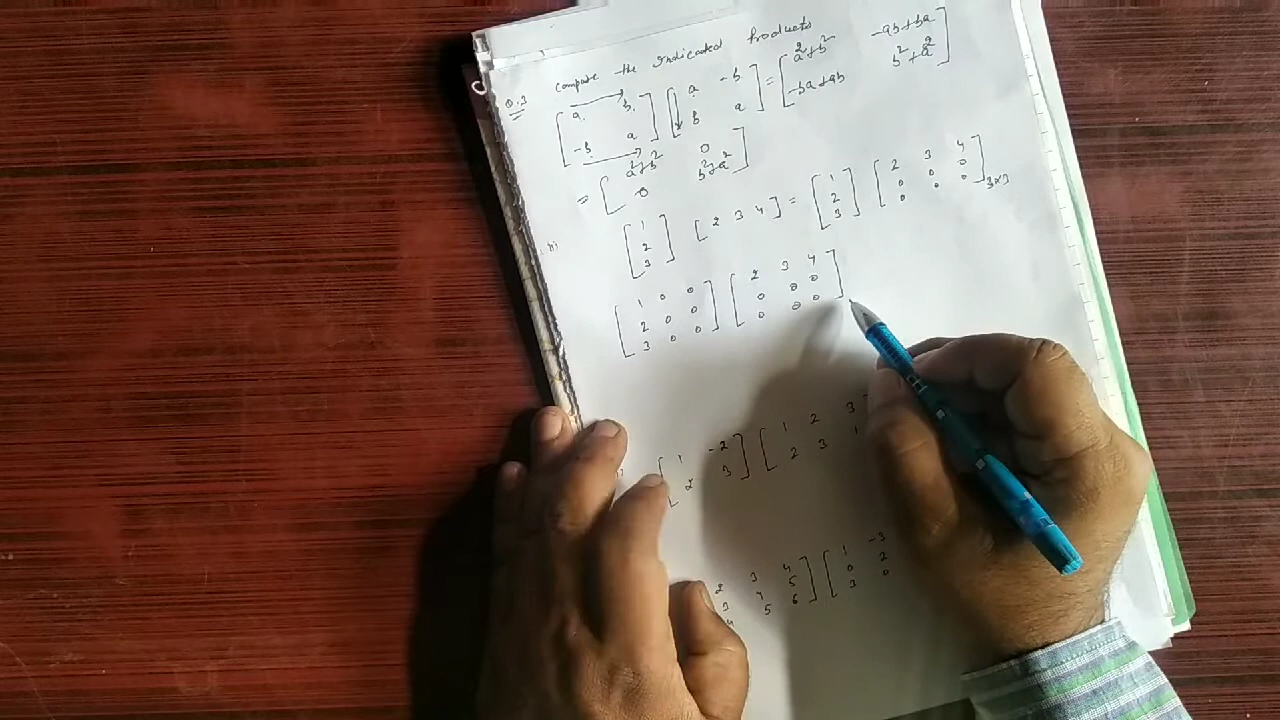 Q.3 compute the indicated products
[ a b ] [ a -b ] = [ a²+b² -ab+ba ]
[ -b a ] [ b a ] [ -ba+ab b²+a² ]
= [ a²+b² 0 ]
[ 0 b²+a² ]
ii) [ 1 ] [ 2 3 4 ] = [ 1 ] [ 2 3 4 ]
[ 2 ] [ 2 ] [ 0 0 0 ]
[ 3 ] [ 3 ] [ 0 0 0 ] 3×3
[ 1 0 0 ] [ 2 3 4 ]
[ 2 0 0 ] [ 0 0 0 ]
[ 3 0 0 ] [ 0 0 0 ]
[ 1 -2 ] [ 1 2 3
[ 2 3 ] [ 2 3 1
2 3 4 ] [ 1 -3
3 4 5 ] [ 0 2
4 5 6 ] [ 3 0